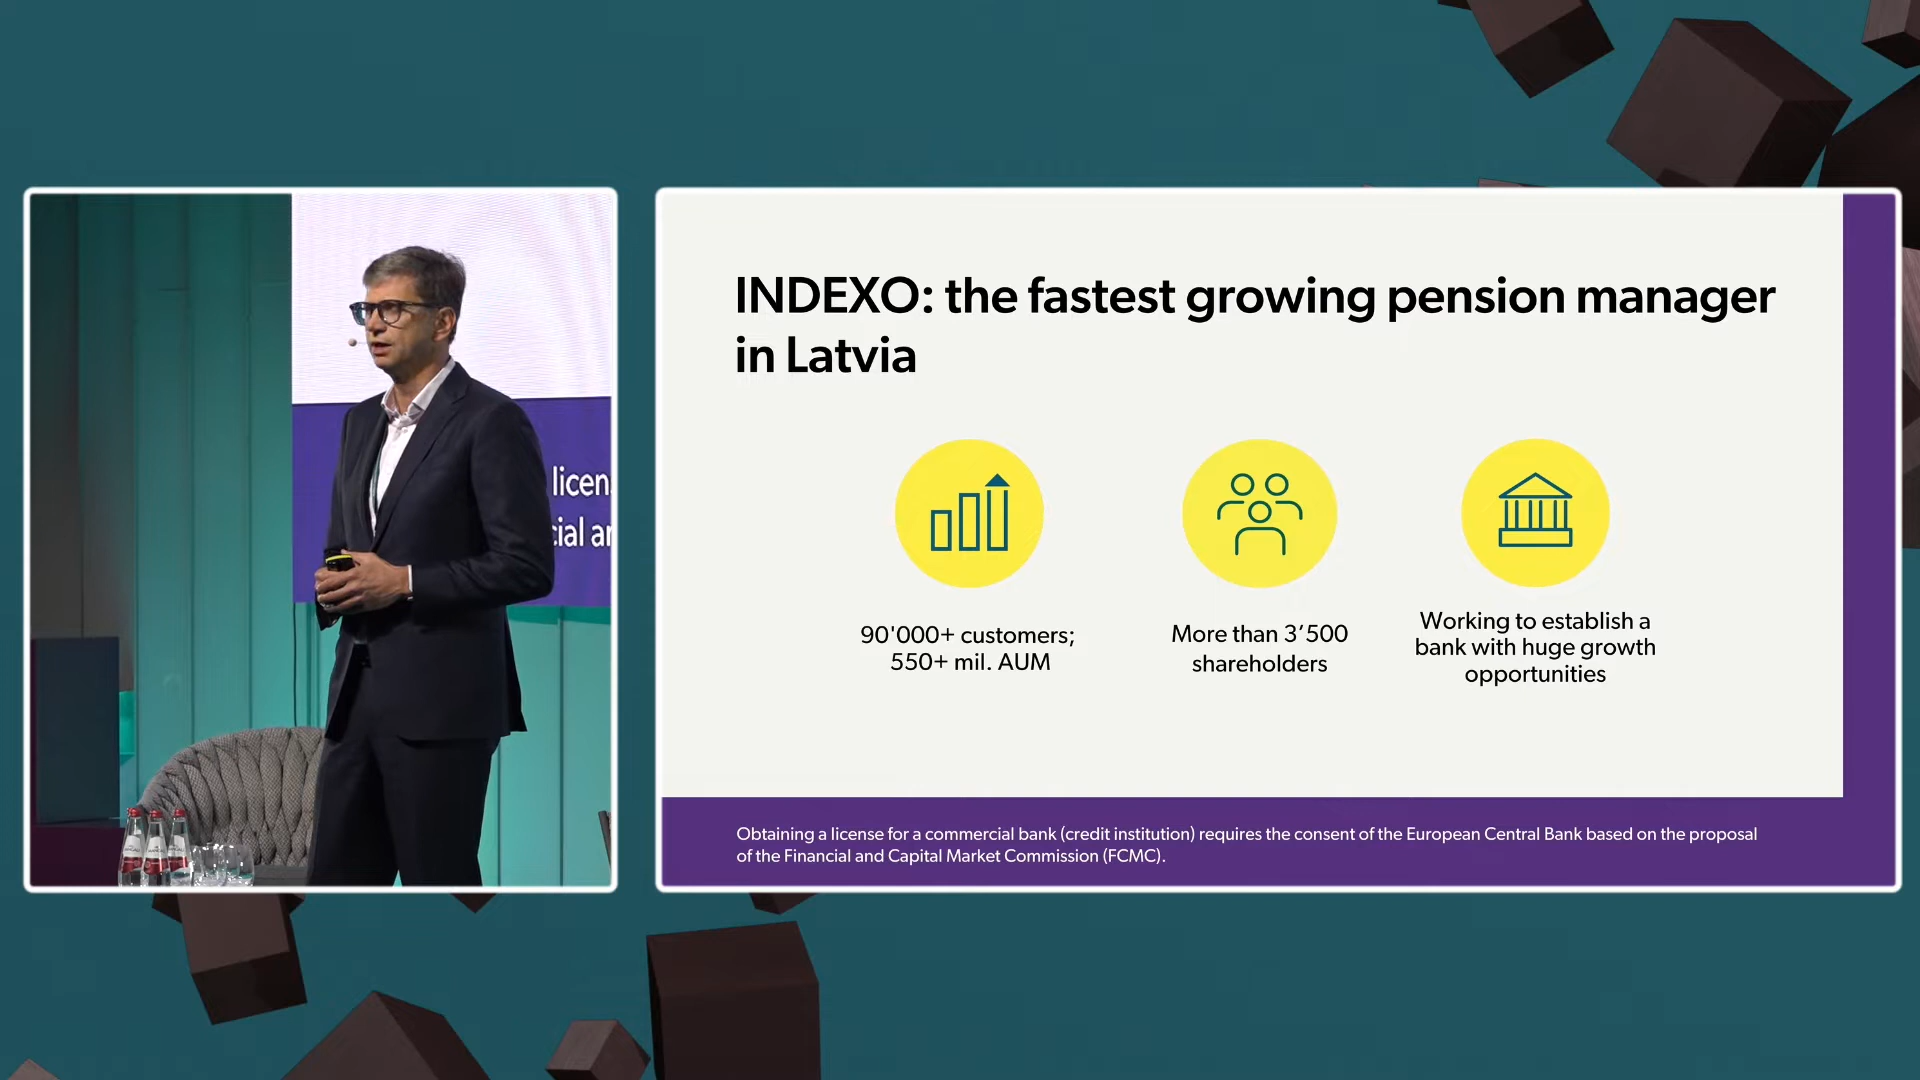 INDEXO: the fastest growing pension manager
in Latvia
90'000+ customers;
550+ mil. AUM
More than 3’500
shareholders
Working to establish a
bank with huge growth
opportunities
Obtaining a license for a commercial bank (credit institution) requires the consent of the European Central Bank based on the proposal
of the Financial and Capital Market Commission (FCMC).